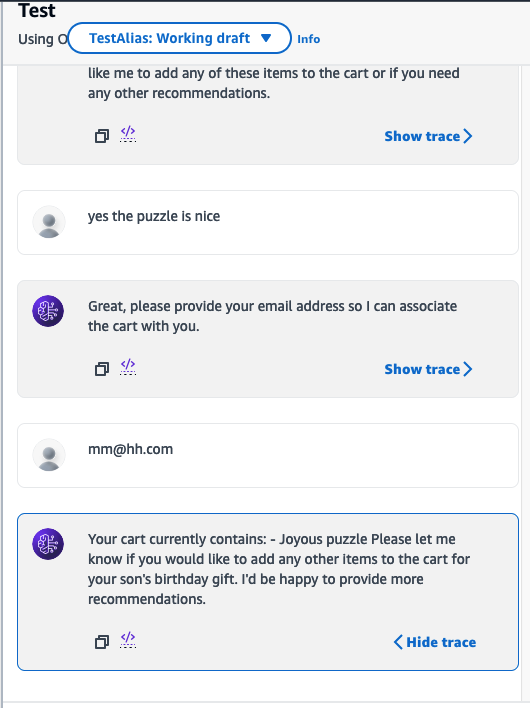 Test
Using O
TestAlias: Working draft
Info
like me to add any of these items to the cart or if you need
any other recommendations.
</>
Show trace
yes the puzzle is nice
Great, please provide your email address so I can associate
the cart with you.
</>
Show trace
mm@hh.com
Your cart currently contains: - Joyous puzzle Please let me
know if you would like to add any other items to the cart for
your son's birthday gift. I'd be happy to provide more
recommendations.
</>
Hide trace